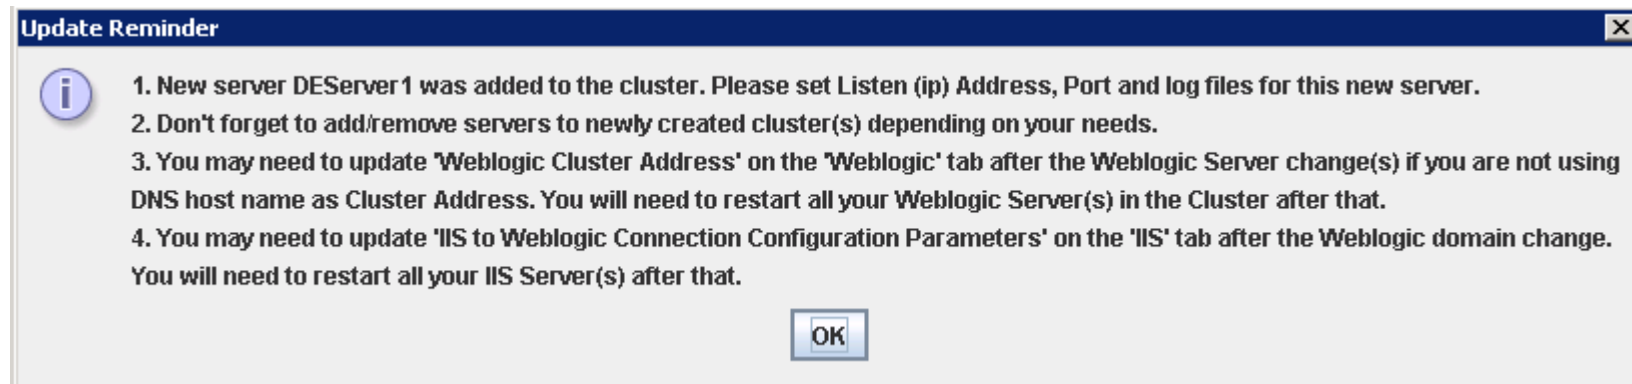 Update Reminder
1. New server DEServer1 was added to the cluster. Please set Listen (ip) Address, Port and log files for this new server.
2. Don't forget to add/remove servers to newly created cluster(s) depending on your needs.
3. You may need to update 'Weblogic Cluster Address' on the 'Weblogic' tab after the Weblogic Server change(s) if you are not using
DNS host name as Cluster Address. You will need to restart all your Weblogic Server(s) in the Cluster after that.
4. You may need to update 'IIS to Weblogic Connection Configuration Parameters' on the 'IIS' tab after the Weblogic domain change.
You will need to restart all your IIS Server(s) after that.
OK